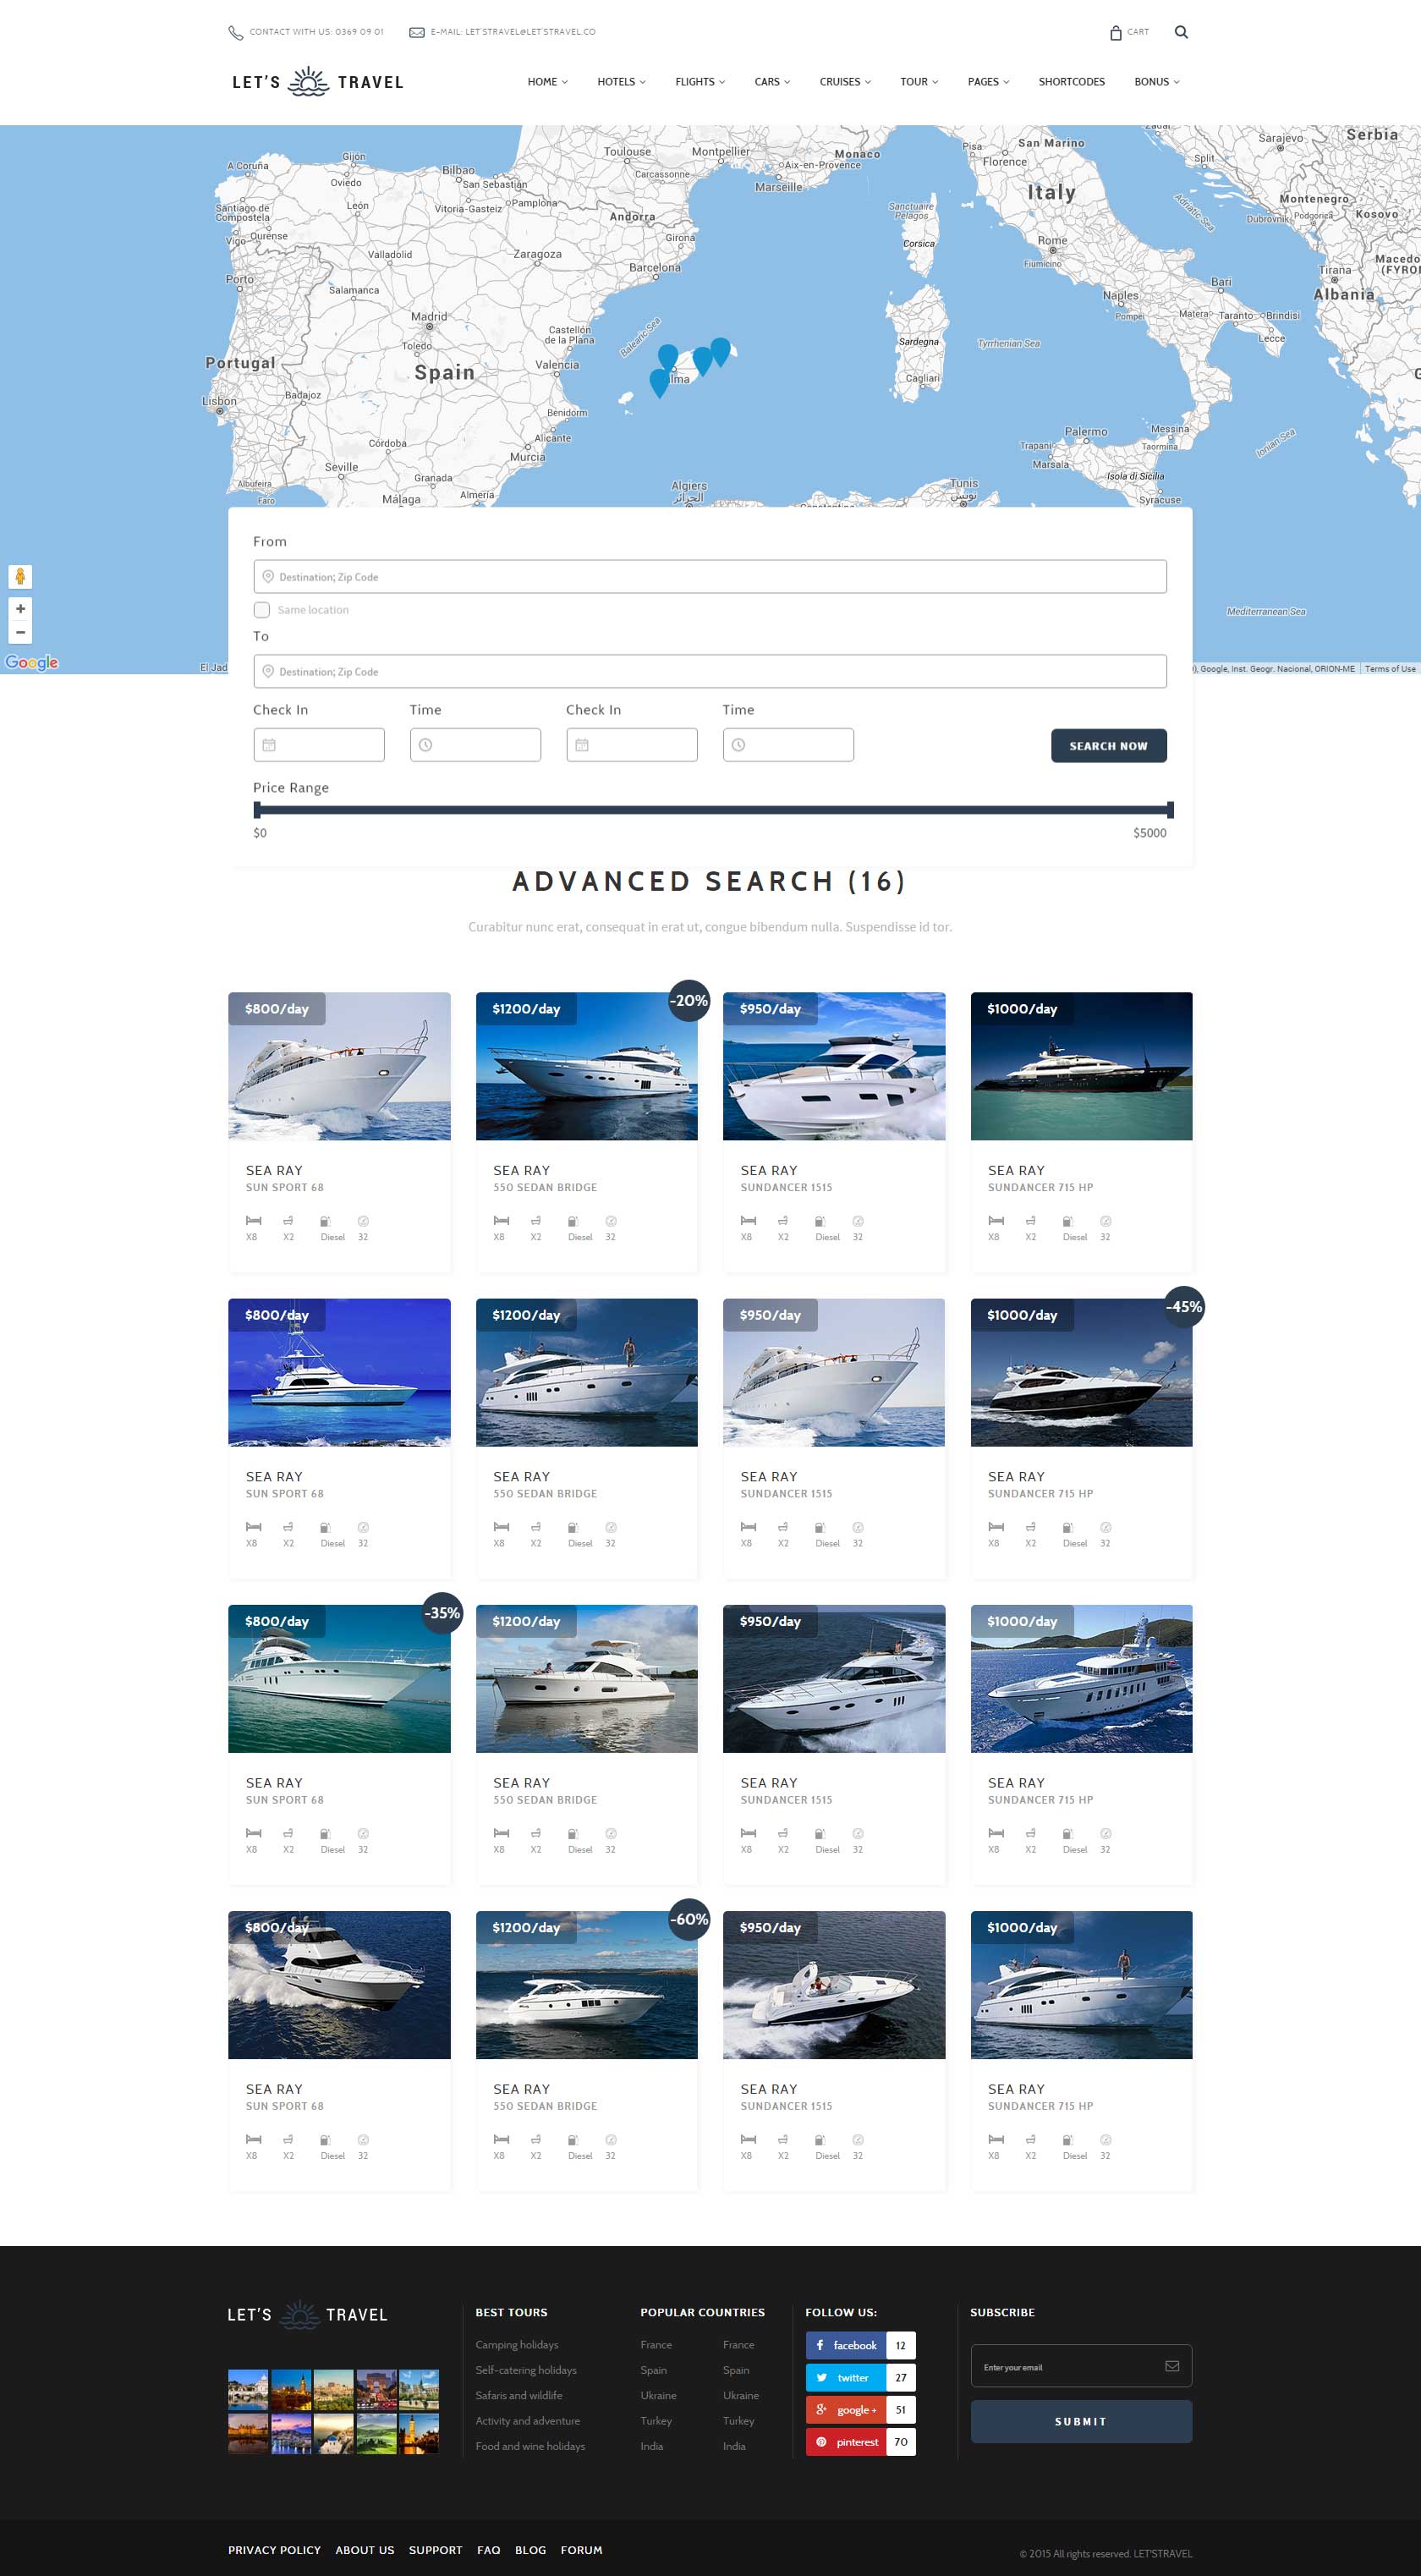 CONTACT WITH US: 0369 09 01 E-MAIL: LET'STRAVEL@LET'STRAVEL.CO CART
LET'S TRAVEL HOME HOTELS FLIGHTS CARS CRUISES TOUR PAGES SHORTCODES BONUS
A Coruña Gijón Oviedo Bilbao San Sebastián Toulouse Montpellier Carcassonne Aix-en-Provence Monaco Marseille Pisa Florence San Marino Zadar Split Sarajevo Serbia
Santiago de Compostela León Vitoria-Gasteiz Pamplona Andorra Sanctuaire Pelagos Italy Adriatic Sea Montenegro Dubrovnik Podgorica Kosovo
Vigo Ourense Valladolid Zaragoza Girona Corsica Rome Fiumicino Macedo (FYRO
Porto Salamanca Barcelona Naples Pompei Bari Tirana Albania
Madrid Toledo Castellón de la Plana Balearic Sea Sardegna Tyrrhenian Sea Matera Taranto Brindisi Lecce
Portugal Spain Valencia lma Cagliari
Lisbon Badajoz Benidorm
Córdoba Alicante Palermo Messina Trapani Taormina Ionian Sea
Seville Murcia Marsala
Albufeira Granada Algiers الجزائر Tunis تونس Isola di Sicilia
Faro Málaga Almería Constantine Syracuse
Mediterranean Sea
Google El Jad
), Google, Inst. Geogr. Nacional, ORION-ME Terms of Use
From
Destination; Zip Code
Same location
To
Destination; Zip Code
Check In Time Check In Time
SEARCH NOW
Price Range
$0 $5000
ADVANCED SEARCH (16)
Curabitur nunc erat, consequat in erat ut, congue bibendum nulla. Suspendisse id tor.
$800/day $1200/day -20% $950/day $1000/day
SEA RAY SEA RAY SEA RAY SEA RAY
SUN SPORT 68 550 SEDAN BRIDGE SUNDANCER 1515 SUNDANCER 715 HP
X8 X2 Diesel 32 X8 X2 Diesel 32 X8 X2 Diesel 32 X8 X2 Diesel 32
$800/day $1200/day $950/day $1000/day -45%
SEA RAY SEA RAY SEA RAY SEA RAY
SUN SPORT 68 550 SEDAN BRIDGE SUNDANCER 1515 SUNDANCER 715 HP
X8 X2 Diesel 32 X8 X2 Diesel 32 X8 X2 Diesel 32 X8 X2 Diesel 32
$800/day -35% $1200/day $950/day $1000/day
SEA RAY SEA RAY SEA RAY SEA RAY
SUN SPORT 68 550 SEDAN BRIDGE SUNDANCER 1515 SUNDANCER 715 HP
X8 X2 Diesel 32 X8 X2 Diesel 32 X8 X2 Diesel 32 X8 X2 Diesel 32
$800/day $1200/day -60% $950/day $1000/day
SEA RAY SEA RAY SEA RAY SEA RAY
SUN SPORT 68 550 SEDAN BRIDGE SUNDANCER 1515 SUNDANCER 715 HP
X8 X2 Diesel 32 X8 X2 Diesel 32 X8 X2 Diesel 32 X8 X2 Diesel 32
LET'S TRAVEL BEST TOURS POPULAR COUNTRIES FOLLOW US: SUBSCRIBE
Camping holidays France France facebook 12
Self-catering holidays Spain Spain twitter 27 Enter your email
Safaris and wildlife Ukraine Ukraine google + 51
Activity and adventure Turkey Turkey pinterest 70 SUBMIT
Food and wine holidays India India
PRIVACY POLICY ABOUT US SUPPORT FAQ BLOG FORUM © 2015 All rights reserved. LET'STRAVEL